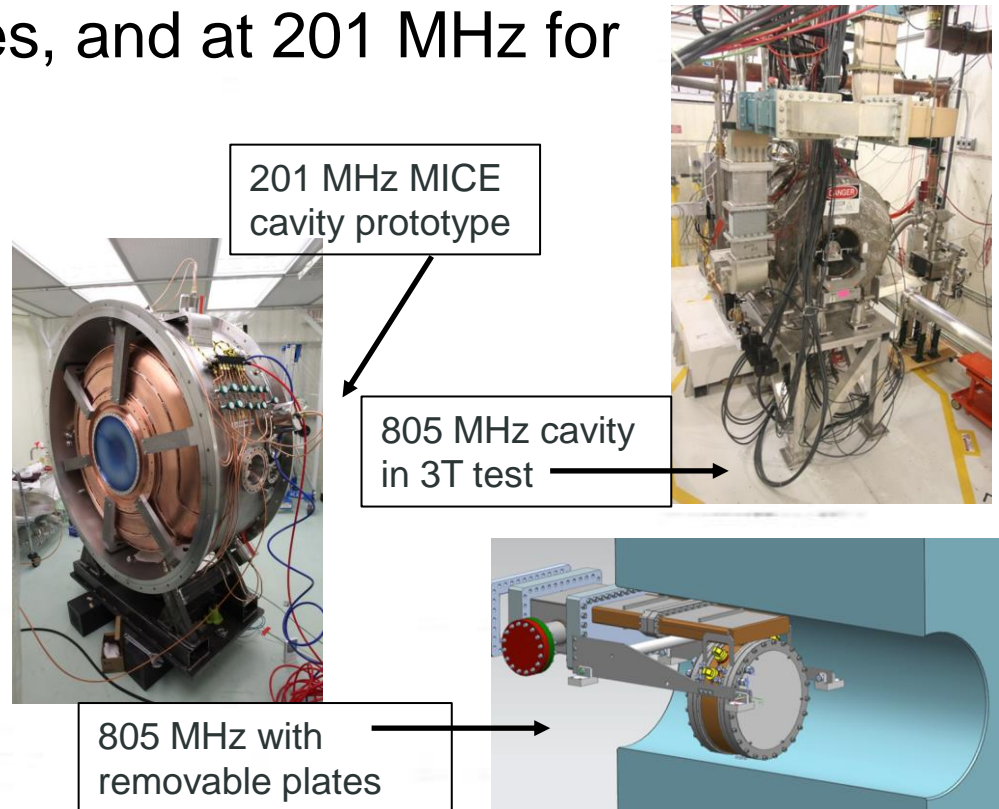 es, and at 201 MHz for
201 MHz MICE
cavity prototype
DANGER
805 MHz cavity
in 3T test
805 MHz with
removable plates